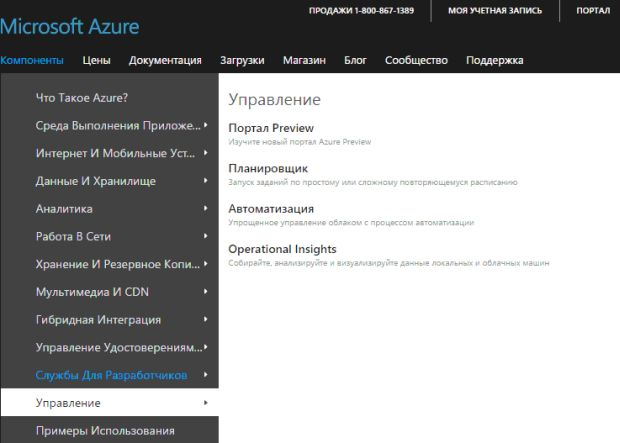 ПРОДАЖИ 1-800-867-1389 МОЯ УЧЕТНАЯ ЗАПИСЬ ПОРТАЛ
Microsoft Azure
Компоненты Цены Документация Загрузки Магазин Блог Сообщество Поддержка
Что Такое Azure?
Среда Выполнения Приложе...
Интернет И Мобильные Уст...
Данные И Хранилище
Аналитика
Работа В Сети
Хранение И Резервное Копи...
Мультимедиа И CDN
Гибридная Интеграция
Управление Удостоверениям...
Службы Для Разработчиков
Управление
Примеры Использования
Управление
Портал Preview
Изучите новый портал Azure Preview
Планировщик
Запуск заданий по простому или сложному повторяющемуся расписанию
Автоматизация
Упрощенное управление облаком с процессом автоматизации
Operational Insights
Собирайте, анализируйте и визуализируйте данные локальных и облачных машин